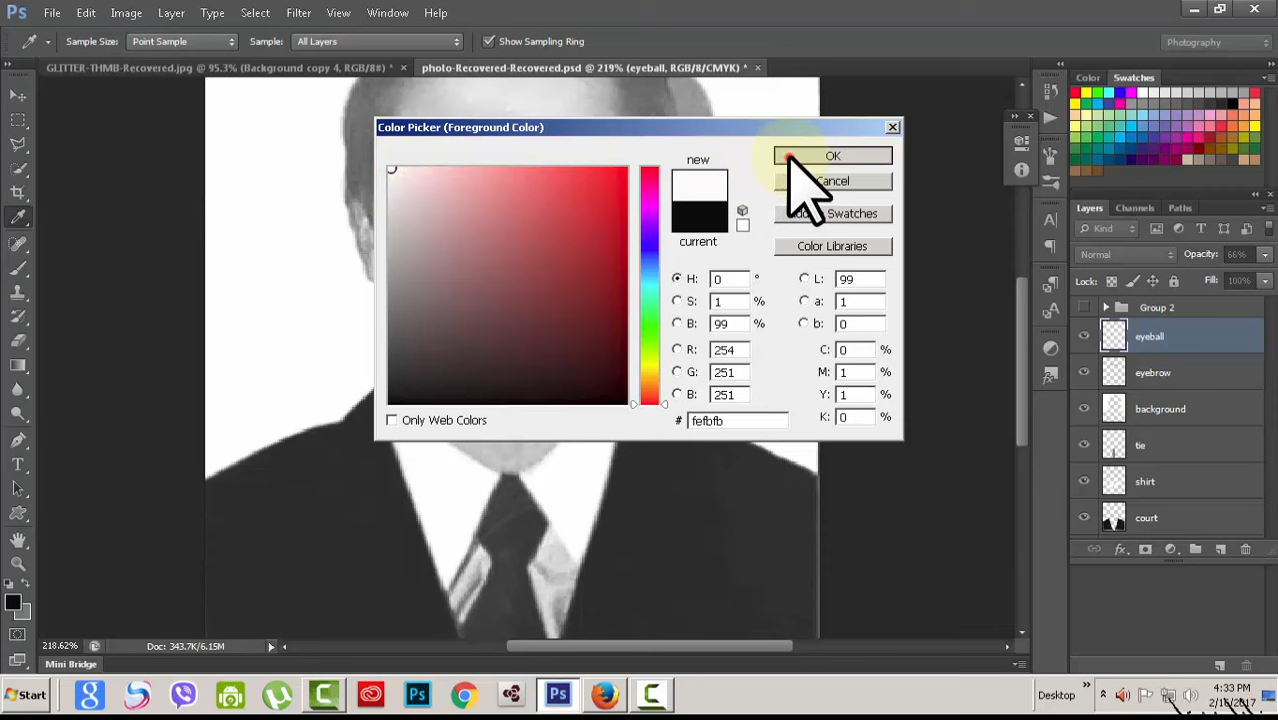 Ps File Edit Image Layer Type Select Filter View Window Help
Sample Size: Point Sample Sample: All Layers Show Sampling Ring Photography
GLITTER-THMB-Recovered.jpg @ 95.3% (Background copy 4, RGB/8#) * × photo-Recovered-Recovered.psd @ 219% (eyeball, RGB/8/CMYK) * ×
Color Swatches
Color Picker (Foreground Color)
new
current
OK
Cancel
Swatches
Color Libraries
H: 0 °
S: 1 %
B: 99 %
R: 254
G: 251
B: 251
# fefbfb
L: 99
a: 1
b: 0
C: 0 %
M: 1 %
Y: 1 %
K: 0 %
Only Web Colors
Layers Channels Paths
Kind
Normal Opacity: 66%
Lock: Fill: 100%
Group 2
eyeball
eyebrow
background
tie
shirt
court
218.62% Doc: 343.7K/6.15M
Mini Bridge
Start Desktop 4:33 PM
2/16/2017